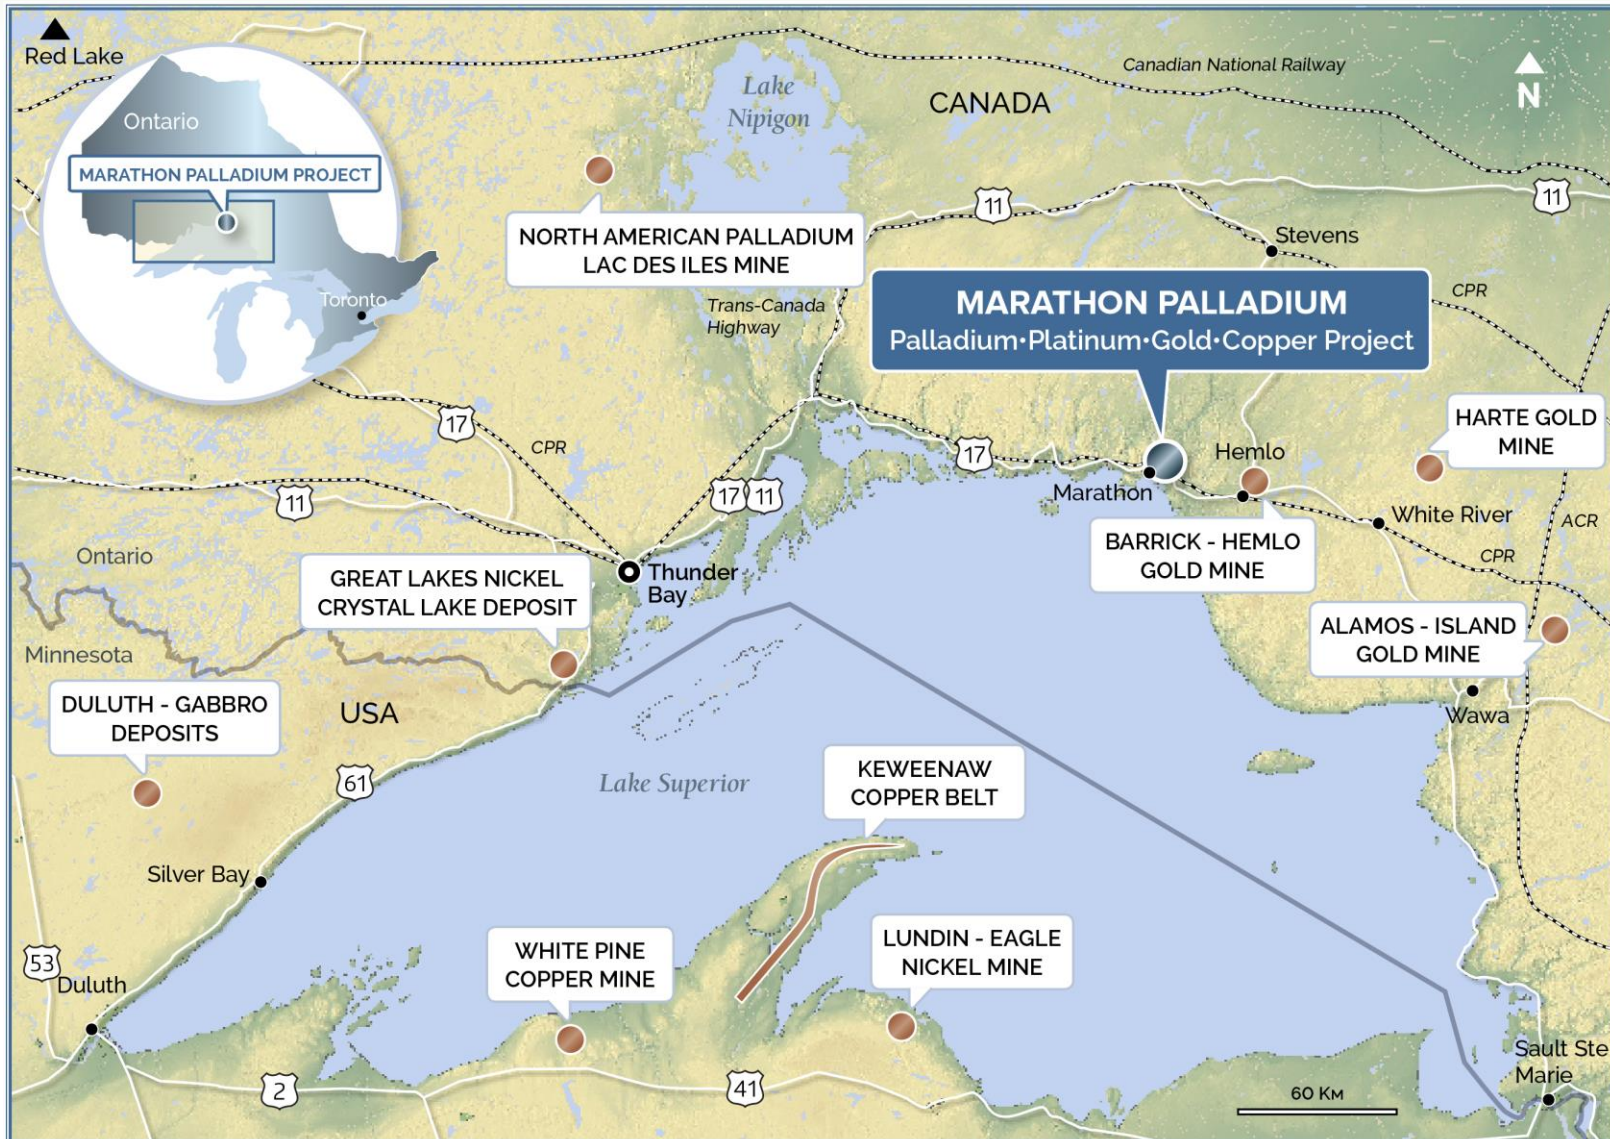 Red Lake
Ontario
MARATHON PALLADIUM PROJECT
Toronto
Lake
Nipigon
CANADA
Canadian National Railway
N
NORTH AMERICAN PALLADIUM
LAC DES ILES MINE
11
11
Stevens
Trans-Canada
Highway
MARATHON PALLADIUM
Palladium•Platinum•Gold•Copper Project
CPR
17
CPR
17
HARTE GOLD
MINE
Hemlo
Marathon
11
17
11
White River
ACR
CPR
BARRICK - HEMLO
GOLD MINE
Ontario
GREAT LAKES NICKEL
CRYSTAL LAKE DEPOSIT
Thunder
Bay
Minnesota
ALAMOS - ISLAND
GOLD MINE
DULUTH - GABBRO
DEPOSITS
USA
Wawa
61
Lake Superior
KEWEENAW
COPPER BELT
Silver Bay
53
Duluth
WHITE PINE
COPPER MINE
LUNDIN - EAGLE
NICKEL MINE
2
41
60 KM
Sault Ste
Marie